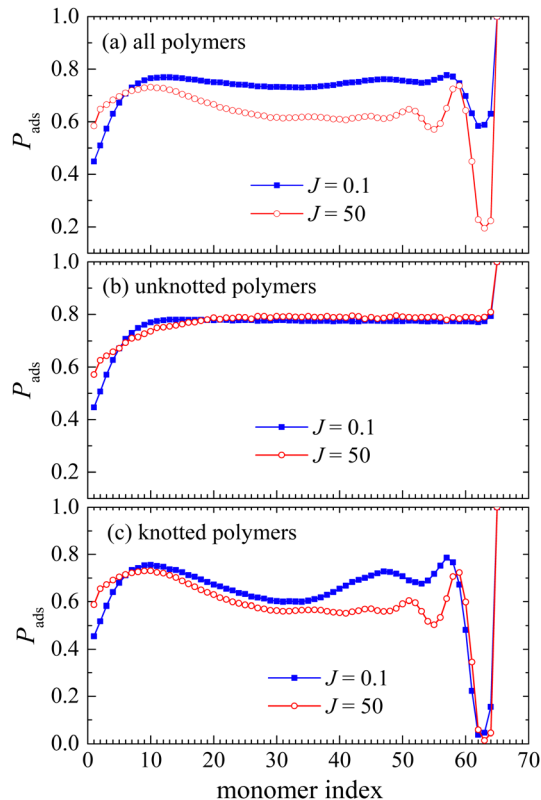 1.0
(a) all polymers
0.8
0.6
P_ads
0.4
J = 0.1
J = 50
0.2
1.0
(b) unknotted polymers
0.8
0.6
P_ads
0.4
J = 0.1
J = 50
0.2
1.0
(c) knotted polymers
0.8
0.6
P_ads
0.4
J = 0.1
J = 50
0.2
0.0
0 10 20 30 40 50 60 70
monomer index